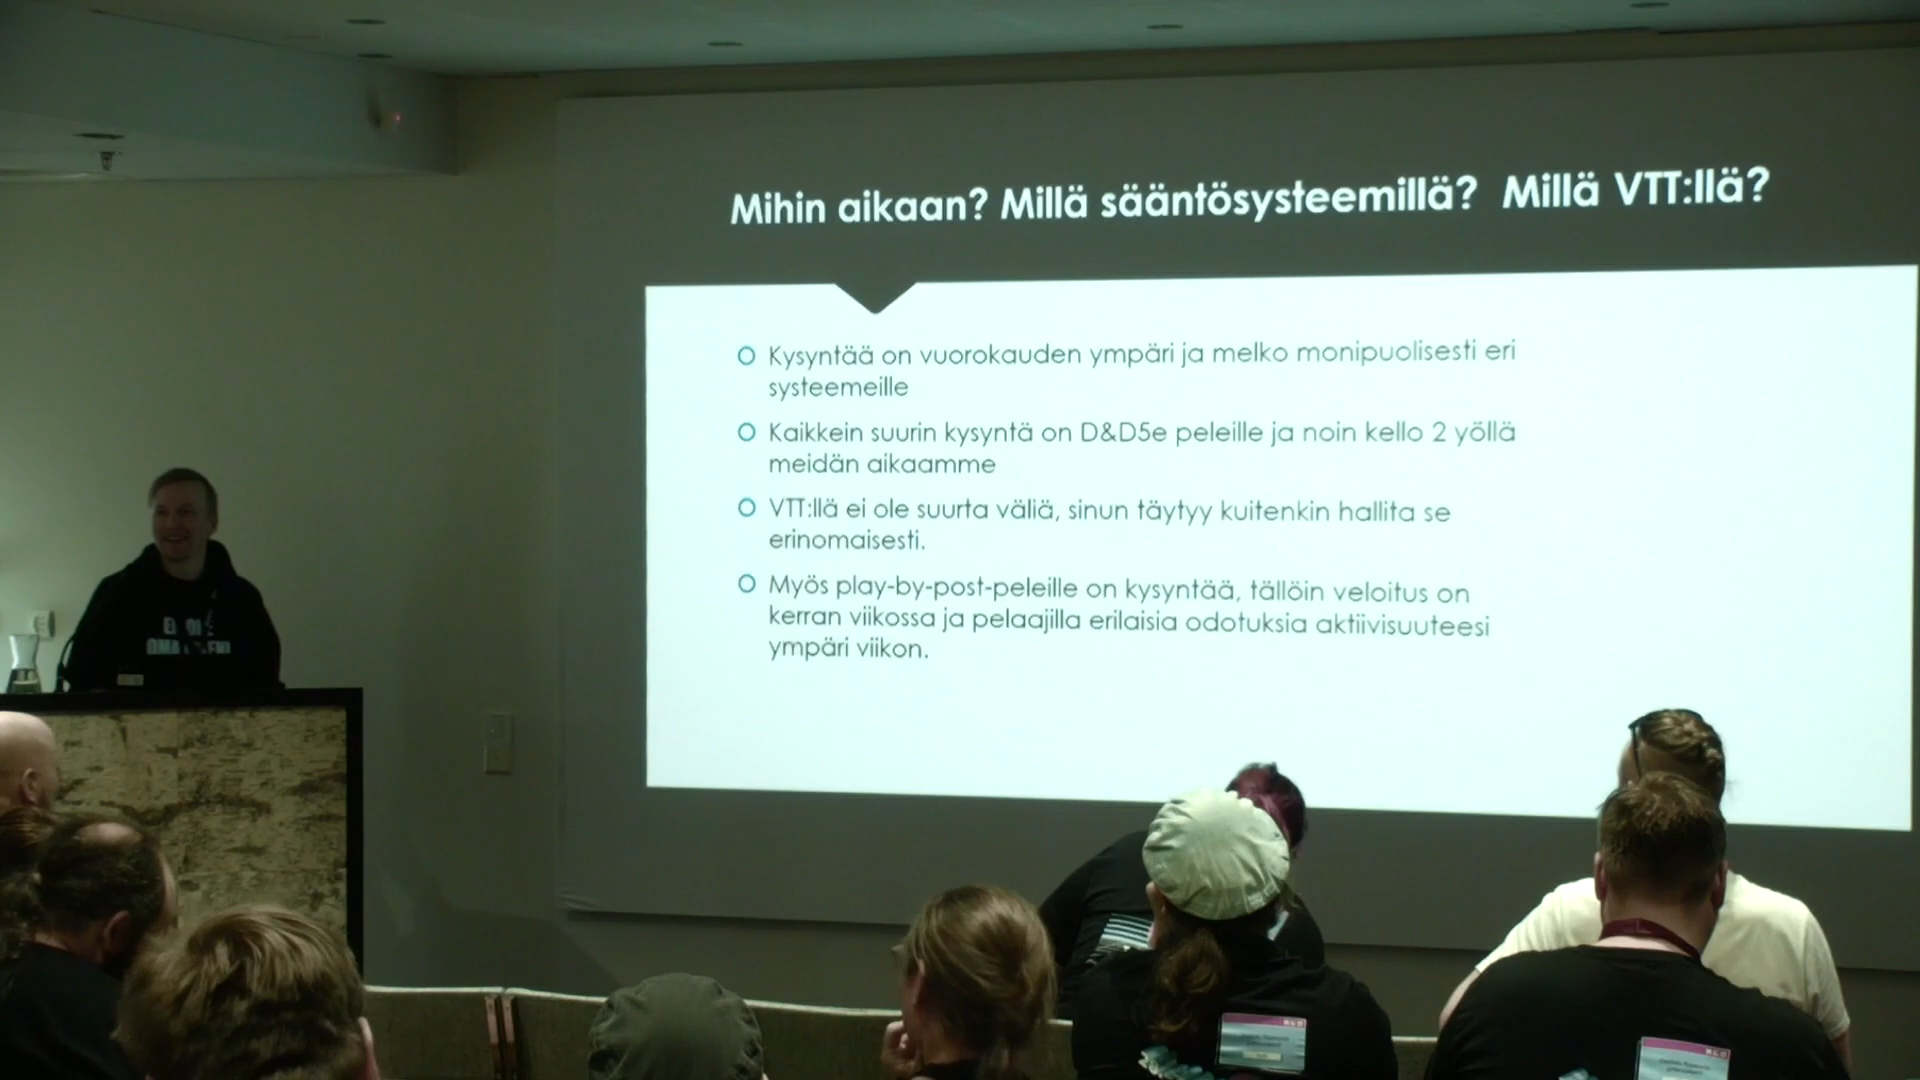 Mihin aikaan? Millä sääntösysteemillä? Millä VTT:llä?
Kysyntää on vuorokauden ympäri ja melko monipuolisesti eri
systeemeille
Kaikkein suurin kysyntä on D&D5e peleille ja noin kello 2 yöllä
meidän aikaamme
VTT:llä ei ole suurta väliä, sinun täytyy kuitenkin hallita se
erinomaisesti.
Myös play-by-post-peleille on kysyntää, tällöin veloitus on
kerran viikossa ja pelaajilla erilaisia odotuksia aktiivisuuteesi
ympäri viikon.